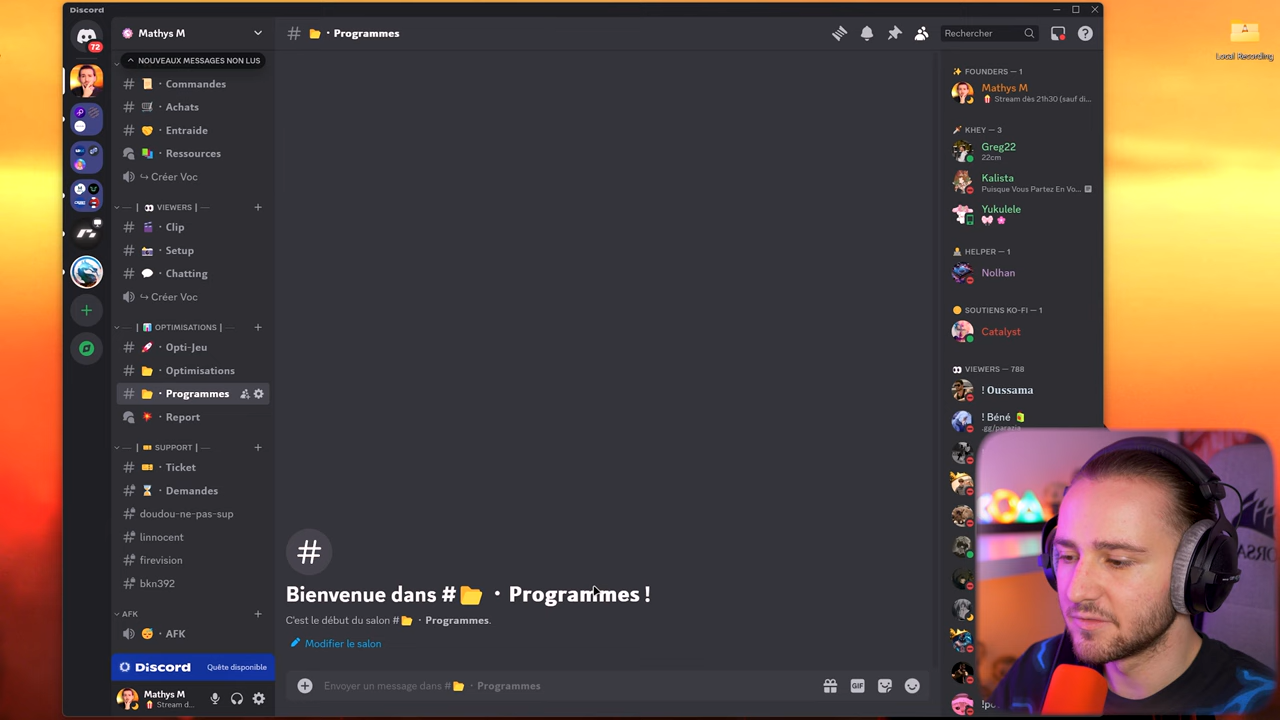 Discord
Mathys M
Programmes
Rechercher
Local Recording
72
NOUVEAUX MESSAGES NON LUS
Commandes
Achats
Entraide
Ressources
Créer Voc
| VIEWERS |
Clip
Setup
Chatting
Créer Voc
| OPTIMISATIONS |
Opti-Jeu
Optimisations
Programmes
Report
| SUPPORT |
Ticket
Demandes
doudou-ne-pas-sup
linnocent
firevision
bkn392
AFK
AFK
Discord
Quête disponible
Mathys M
Stream d...
# Bienvenue dans # · Programmes !
C'est le début du salon # · Programmes.
Modifier le salon
Envoyer un message dans # · Programmes
GIF
FOUNDERS — 1
Mathys M
Stream dès 21h30 (sauf di...
KHEY — 3
Greg22
22cm
Kalista
Puisque Vous Partez En Vo...
Yukulele
HELPER — 1
Nolhan
SOUTIENS KO-FI — 1
Catalyst
VIEWERS — 788
! Oussama
! Béné